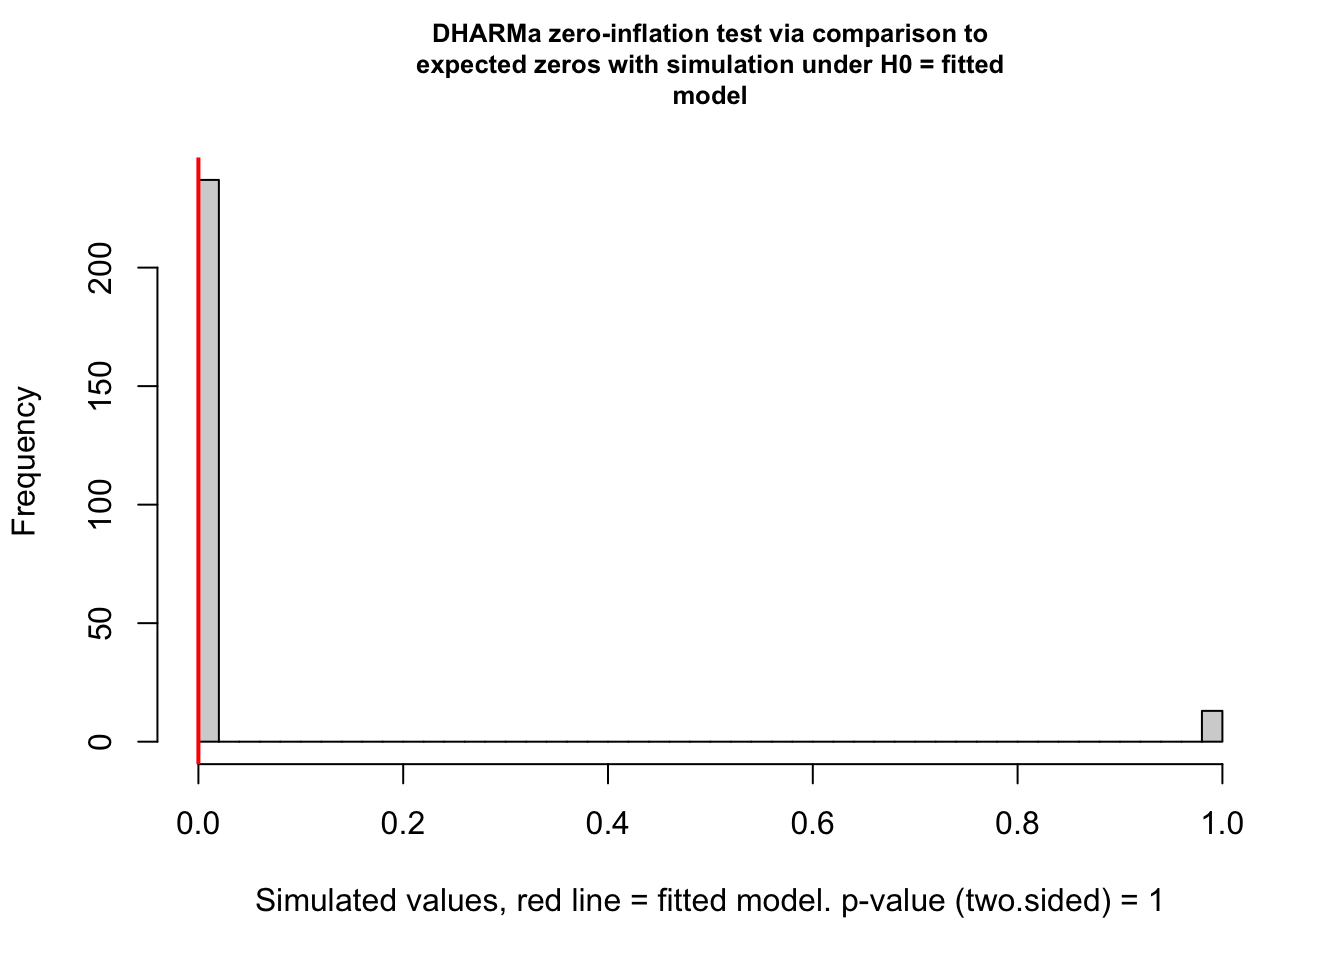 DHARMa zero-inflation test via comparison to
expected zeros with simulation under H0 = fitted
model
Frequency
200
150
100
50
0
0.0 0.2 0.4 0.6 0.8 1.0
Simulated values, red line = fitted model. p-value (two.sided) = 1